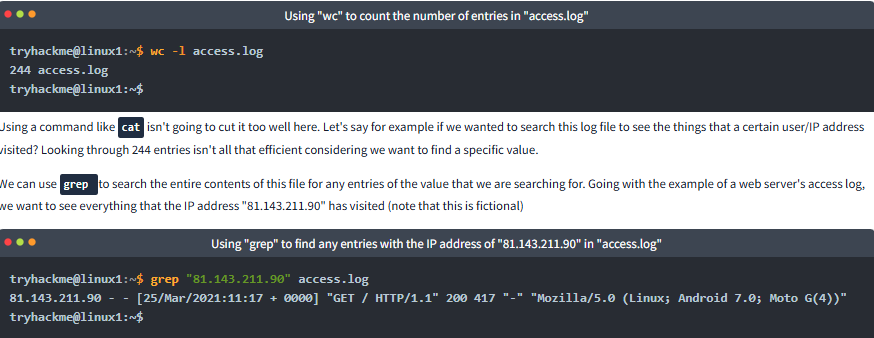 Using "wc" to count the number of entries in "access.log"
tryhackme@linux1:~$ wc -l access.log
244 access.log
tryhackme@linux1:~$
Using a command like cat isn't going to cut it too well here. Let's say for example if we wanted to search this log file to see the things that a certain user/IP address
visited? Looking through 244 entries isn't all that efficient considering we want to find a specific value.
We can use grep to search the entire contents of this file for any entries of the value that we are searching for. Going with the example of a web server's access log,
we want to see everything that the IP address "81.143.211.90" has visited (note that this is fictional)
Using "grep" to find any entries with the IP address of "81.143.211.90" in "access.log"
tryhackme@linux1:~$ grep "81.143.211.90" access.log
81.143.211.90 - - [25/Mar/2021:11:17 + 0000] "GET / HTTP/1.1" 200 417 "-" "Mozilla/5.0 (Linux; Android 7.0; Moto G(4))"
tryhackme@linux1:~$